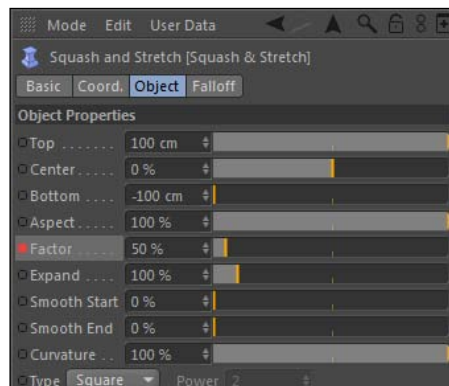 Mode Edit User Data
Squash and Stretch [Squash & Stretch]
Basic Coord. Object Falloff
Object Properties
Top . . . . . . . 100 cm
Center . . . . 0 %
Bottom . . . . -100 cm
Aspect . . . . . 100 %
Factor . . . . . 50 %
Expand . . . . 100 %
Smooth Start 0 %
Smooth End 0 %
Curvature . . 100 %
Type Square Power 2